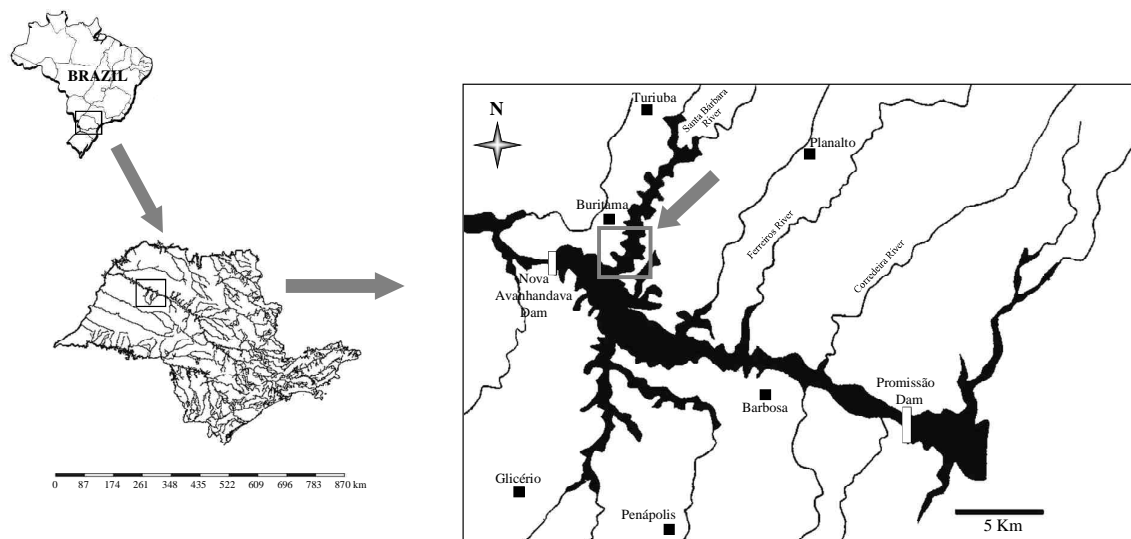 BRAZIL
0 87 174 261 348 435 522 609 696 783 870 km
N
Turiuba
Santa Bárbara
River
Planalto
Buritama
Ferreiros River
Corredeira River
Nova
Avanhandava
Dam
Promissão
Dam
Barbosa
Glicério
Penápolis
5 Km